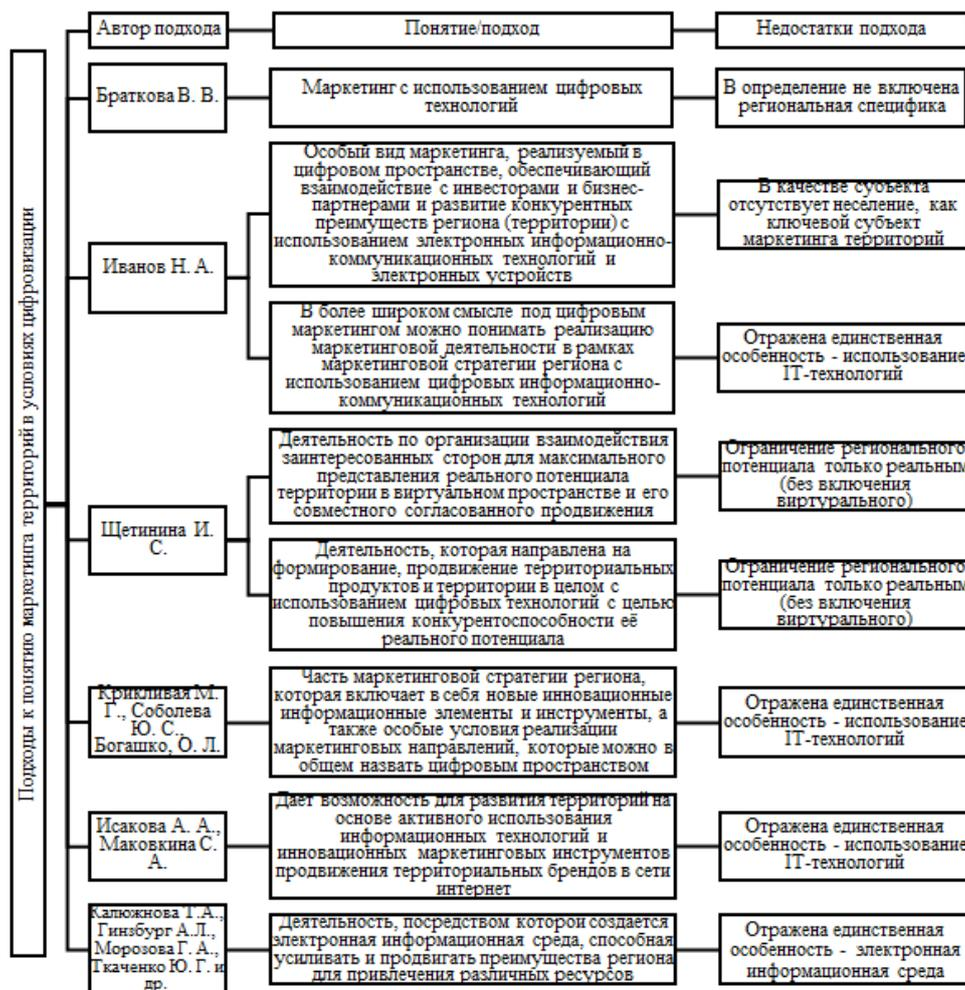 Подходы к понятию маркетинга территорий в условиях цифровизации
Автор подхода
Понятие/подход
Недостатки подхода
Браткова В. В.
Маркетинг с использованием цифровых
технологий
В определение не включена
региональная специфика
Иванов Н. А.
Особый вид маркетинга, реализуемый в
цифровом пространстве, обеспечивающий
взаимодействие с инвесторами и бизнес-
партнерами и развитие конкурентных
преимуществ региона (территории) с
использованием электронных информационно-
коммуникационных технологий и
электронных устройств
В качестве субъекта
отсутствует неселение, как
ключевой субъект
маркетинга территорий
В более широком смысле под цифровым
маркетингом можно понимать реализацию
маркетинговой деятельности в рамках
маркетинговой стратегии региона с
использованием цифровых информационно-
коммуникационных технологий
Отражена единственная
особенность - использование
IT-технологий
Щетинина И.
С.
Деятельность по организации взаимодействия
заинтересованных сторон для максимального
представления реального потенциала
территории в виртуальном пространстве и его
совместного согласованного продвижения
Ограничение регионального
потенциала только реальным
(без включения
виртурального)
Деятельность, которая направлена на
формирование, продвижение территориальных
продуктов и территории в целом с
использованием цифровых технологий с целью
повышения конкурентоспособности её
реального потенциала
Ограничение регионального
потенциала только реальным
(без включения
виртурального)
Крикливая М.
Г., Соболева
Ю. С.,
Богашко, О. Л.
Часть маркетинговой стратегии региона,
которая включает в себя новые инновационные
информационные элементы и инструменты, а
также особые условия реализации
маркетинговых направлений, которые можно в
общем назвать цифровым пространством
Отражена единственная
особенность - использование
IT-технологий
Исакова А. А.,
Маковкина С.
А.
Дает возможность для развития территорий на
основе активного использования
информационных технологий и
инновационных маркетинговых инструментов
продвижения территориальных брендов в сети
интернет
Отражена единственная
особенность - использование
IT-технологий
Калюжнова Т.А.,
Гинзбург А.Л.,
Морозова Г. А.,
Ткаченко Ю. Г. и
др.
Деятельность, посредством которой создается
электронная информационная среда, способная
усиливать и продвигать преимущества региона
для привлечения различных ресурсов
Отражена единственная
особенность - электронная
информационная среда